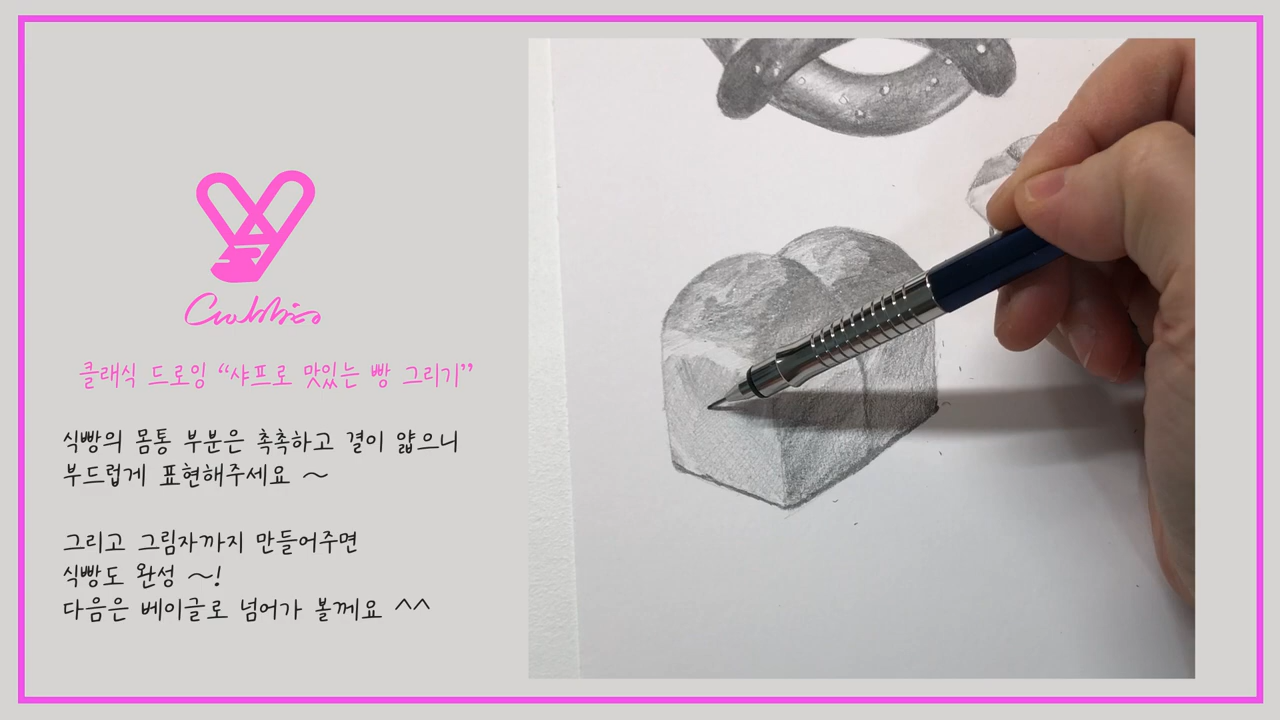 클래식 드로잉 “샤프로 맛있는 빵 그리기”
식빵의 몸통 부분은 촉촉하고 결이 얇으니
부드럽게 표현해주세요 ~
그리고 그림자까지 만들어주면
식빵도 완성 ~!
다음은 베이글로 넘어가 볼께요 ^^